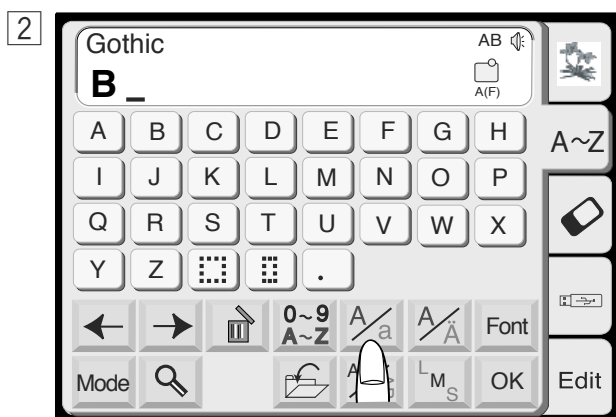 2
Gothic AB
B _ A(F)
A B C D E F G H
I J K L M N O P
Q R S T U V W X
Y Z .
A~Z
0~9
A~Z
A/a A/Ä Font
Mode L M S OK
Edit